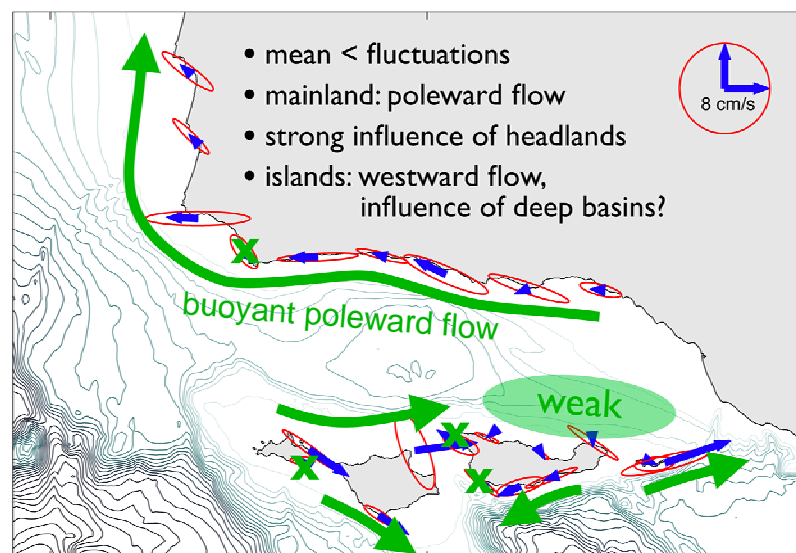 • mean < fluctuations
• mainland: poleward flow
• strong influence of headlands
• islands: westward flow,
influence of deep basins?
8 cm/s
X
buoyant poleward flow
weak
X
X
X